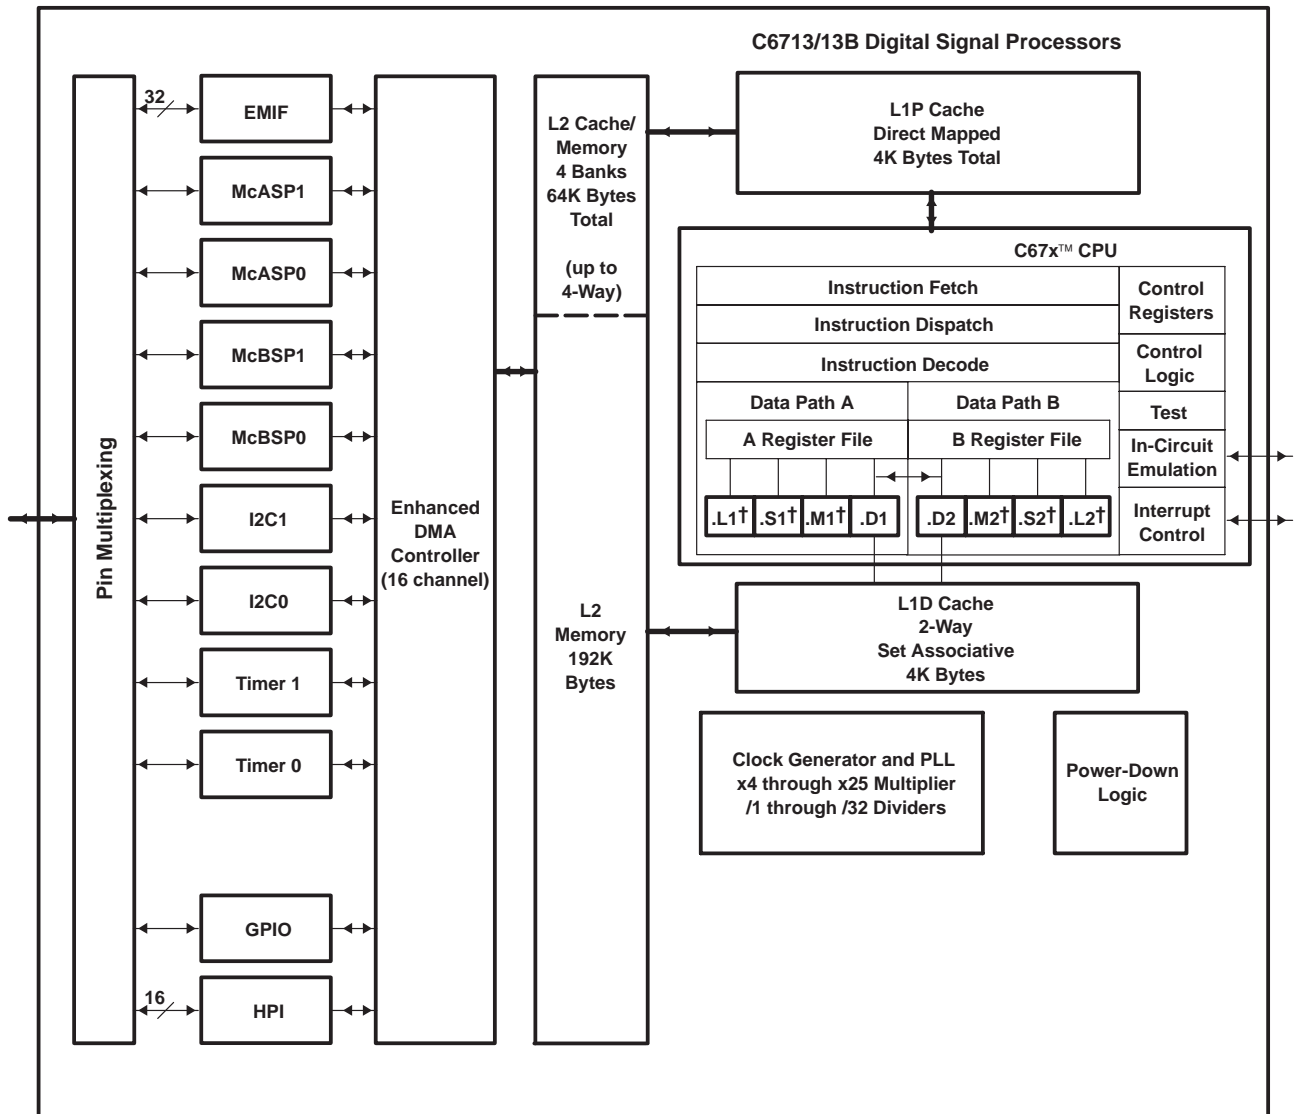 C6713/13B Digital Signal Processors
Pin Multiplexing
32
EMIF
McASP1
McASP0
McBSP1
McBSP0
I2C1
I2C0
Timer 1
Timer 0
GPIO
16
HPI
Enhanced
DMA
Controller
(16 channel)
L2 Cache/
Memory
4 Banks
64K Bytes
Total
(up to
4-Way)
L2
Memory
192K
Bytes
L1P Cache
Direct Mapped
4K Bytes Total
C67x™ CPU
Instruction Fetch
Instruction Dispatch
Instruction Decode
Data Path A
Data Path B
A Register File
B Register File
.L1†
.S1†
.M1†
.D1
.D2
.M2†
.S2†
.L2†
Control
Registers
Control
Logic
Test
In-Circuit
Emulation
Interrupt
Control
L1D Cache
2-Way
Set Associative
4K Bytes
Clock Generator and PLL
x4 through x25 Multiplier
/1 through /32 Dividers
Power-Down
Logic